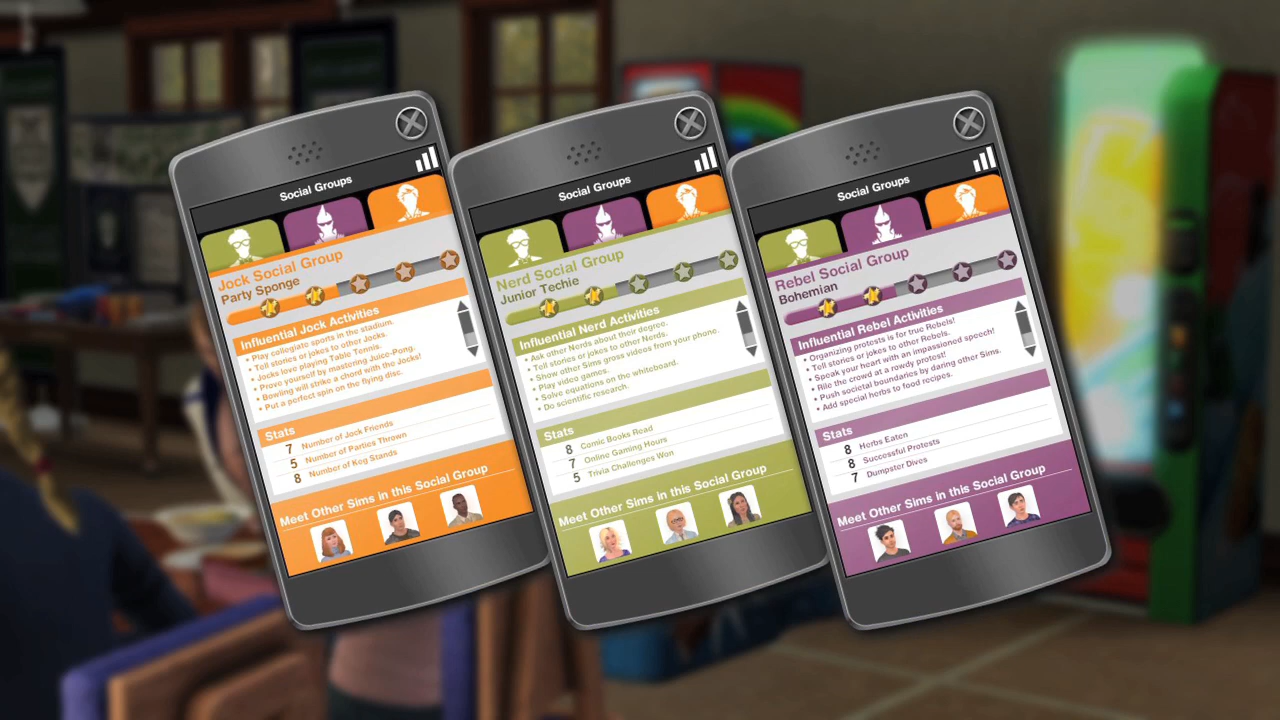 Social Groups
Jock Social Group
Party Sponge
Influential Jock Activities
• Play collegiate sports in the stadium.
• Tell stories or jokes to other Jocks.
• Jocks love playing Table Tennis.
• Prove yourself by mastering Juice-Pong.
• Bowling will strike a chord with the Jocks!
• Put a perfect spin on the flying disc.
Stats
7 Number of Jock Friends
5 Number of Parties Thrown
8 Number of Keg Stands
Meet Other Sims in this Social Group
Social Groups
Nerd Social Group
Junior Techie
Influential Nerd Activities
• Ask other Nerds about their degree.
• Tell stories or jokes to other Nerds.
• Show other Sims gross videos from your phone.
• Play video games.
• Solve equations on the whiteboard.
• Do scientific research.
Stats
8 Comic Books Read
7 Online Gaming Hours
5 Trivia Challenges Won
Meet Other Sims in this Social Group
Social Groups
Rebel Social Group
Bohemian
Influential Rebel Activities
• Organizing protests is for true Rebels!
• Tell stories or jokes to other Rebels.
• Speak your heart with an impassioned speech!
• Rile the crowd at a rowdy protest!
• Push societal boundaries by daring other Sims.
• Add special herbs to food recipes.
Stats
8 Herbs Eaten
8 Successful Protests
7 Dumpster Dives
Meet Other Sims in this Social Group